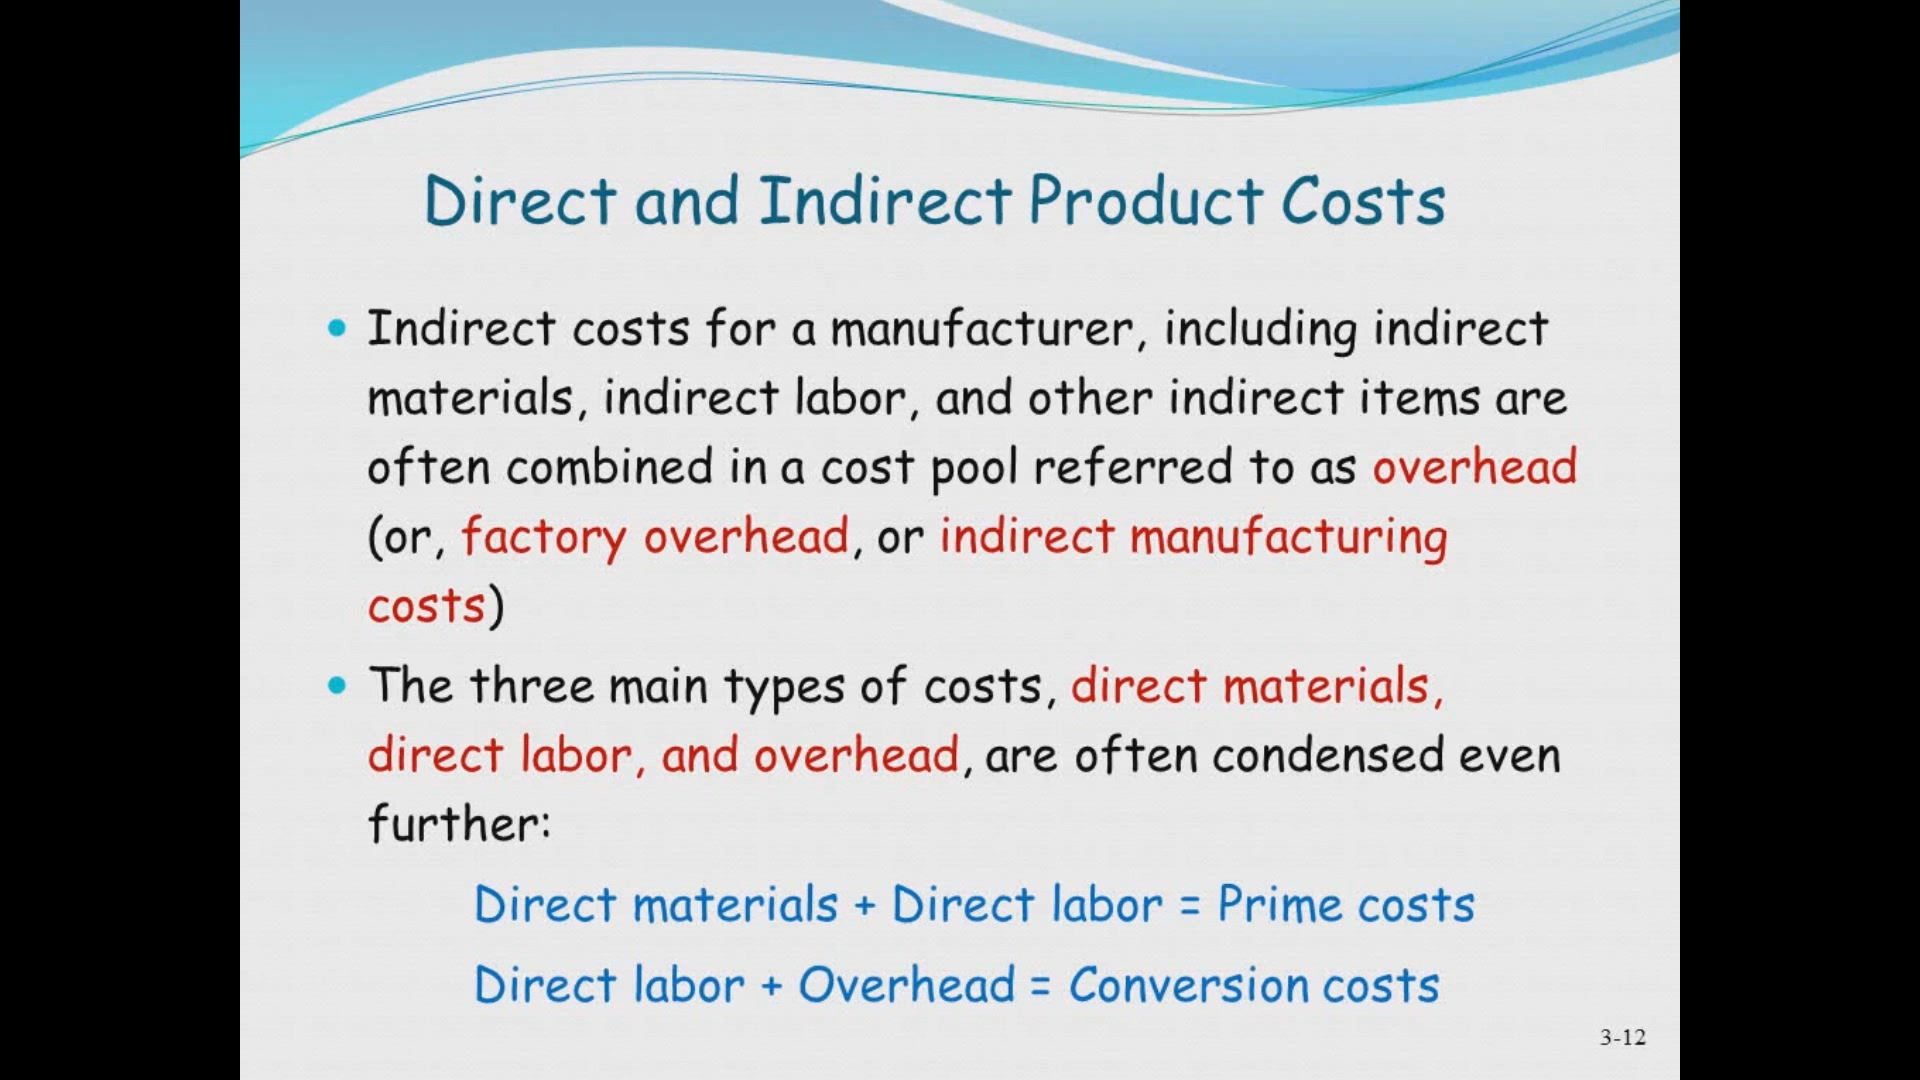 Direct and Indirect Product Costs
• Indirect costs for a manufacturer, including indirect
materials, indirect labor, and other indirect items are
often combined in a cost pool referred to as overhead
(or, factory overhead, or indirect manufacturing
costs)
• The three main types of costs, direct materials,
direct labor, and overhead, are often condensed even
further:
Direct materials + Direct labor = Prime costs
Direct labor + Overhead = Conversion costs
3-12